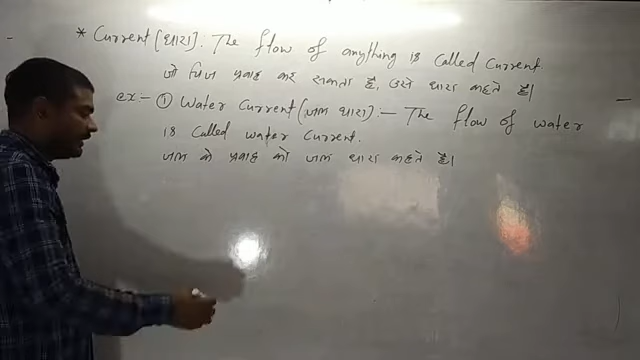 * Current [धारा]. The flow of anything is called Current.
जो चिज प्रवाह कर सकता है, उसे धारा कहते हैं।
ex:- ① Water Current [जल धारा] :- The flow of water
is called water current.
जल के प्रवाह को जल धारा कहते हैं।